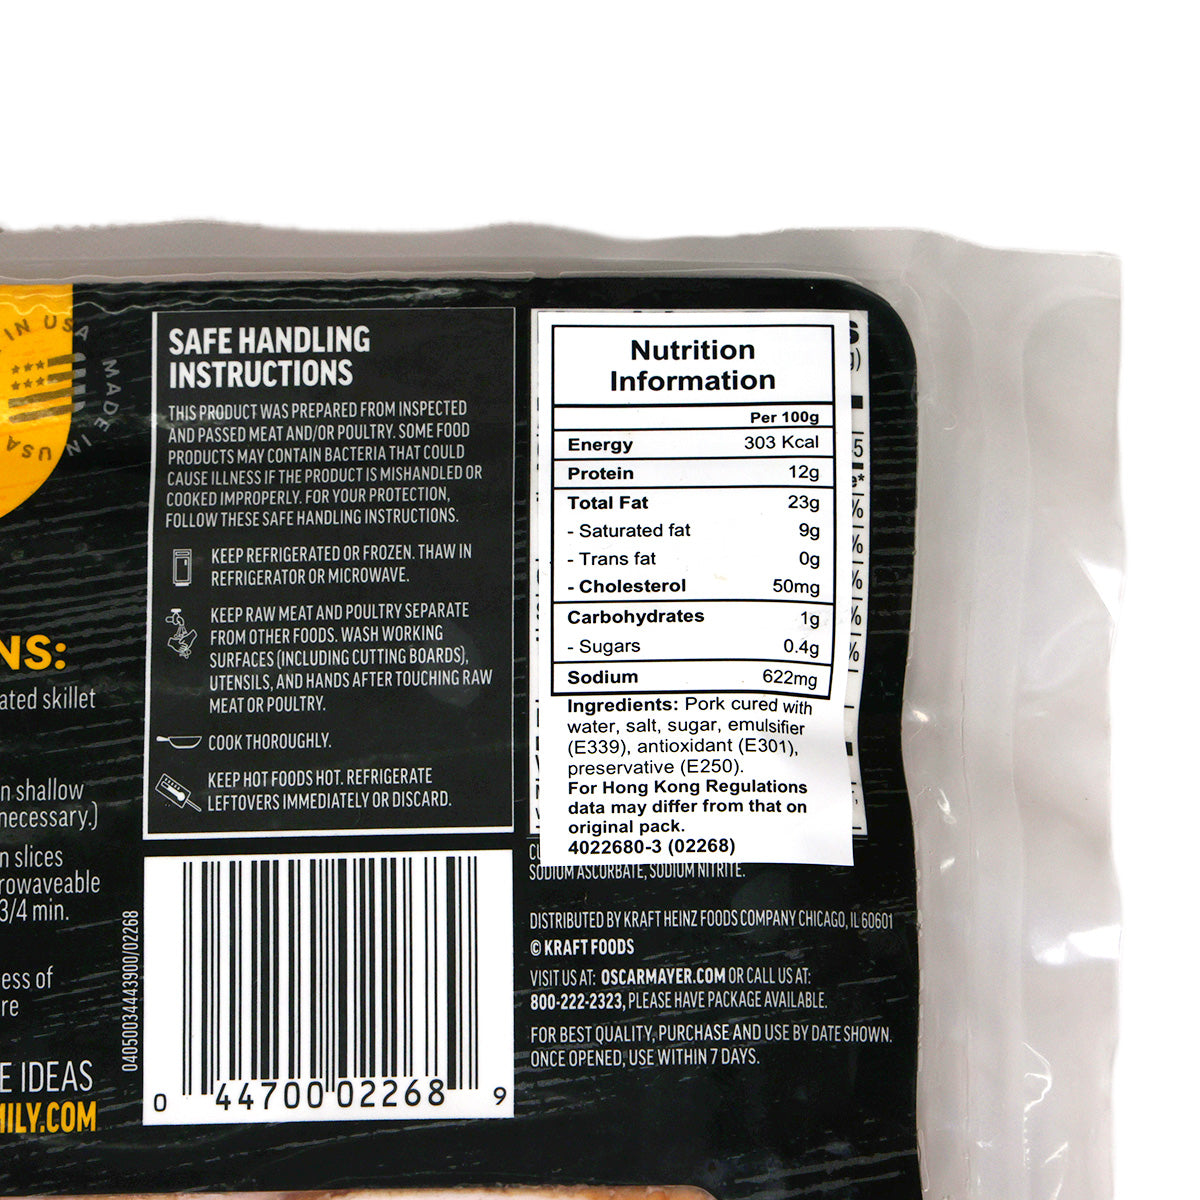 IN USA
MADE IN USA
NS:
ated skillet
n shallow
necessary.)
n slices
rowaveable
3/4 min.
ess of
re
E IDEAS
ILY.COM
SAFE HANDLING
INSTRUCTIONS
THIS PRODUCT WAS PREPARED FROM INSPECTED
AND PASSED MEAT AND/OR POULTRY. SOME FOOD
PRODUCTS MAY CONTAIN BACTERIA THAT COULD
CAUSE ILLNESS IF THE PRODUCT IS MISHANDLED OR
COOKED IMPROPERLY. FOR YOUR PROTECTION,
FOLLOW THESE SAFE HANDLING INSTRUCTIONS.
KEEP REFRIGERATED OR FROZEN. THAW IN
REFRIGERATOR OR MICROWAVE.
KEEP RAW MEAT AND POULTRY SEPARATE
FROM OTHER FOODS. WASH WORKING
SURFACES (INCLUDING CUTTING BOARDS),
UTENSILS, AND HANDS AFTER TOUCHING RAW
MEAT OR POULTRY.
COOK THOROUGHLY.
KEEP HOT FOODS HOT. REFRIGERATE
LEFTOVERS IMMEDIATELY OR DISCARD.
040500344390​0/02268
0 44700 02268 9
Nutrition
Information
Per 100g
Energy 303 Kcal
Protein 12g
Total Fat 23g
- Saturated fat 9g
- Trans fat 0g
- Cholesterol 50mg
Carbohydrates 1g
- Sugars 0.4g
Sodium 622mg
Ingredients: Pork cured with
water, salt, sugar, emulsifier
(E339), antioxidant (E301),
preservative (E250).
For Hong Kong Regulations
data may differ from that on
original pack.
4022680-3 (02268)
SODIUM ASCORBATE, SODIUM NITRITE.
DISTRIBUTED BY KRAFT HEINZ FOODS COMPANY CHICAGO, IL 60601
© KRAFT FOODS
VISIT US AT: OSCARMAYER.COM OR CALL US AT:
800-222-2323, PLEASE HAVE PACKAGE AVAILABLE.
FOR BEST QUALITY, PURCHASE AND USE BY DATE SHOWN.
ONCE OPENED, USE WITHIN 7 DAYS.